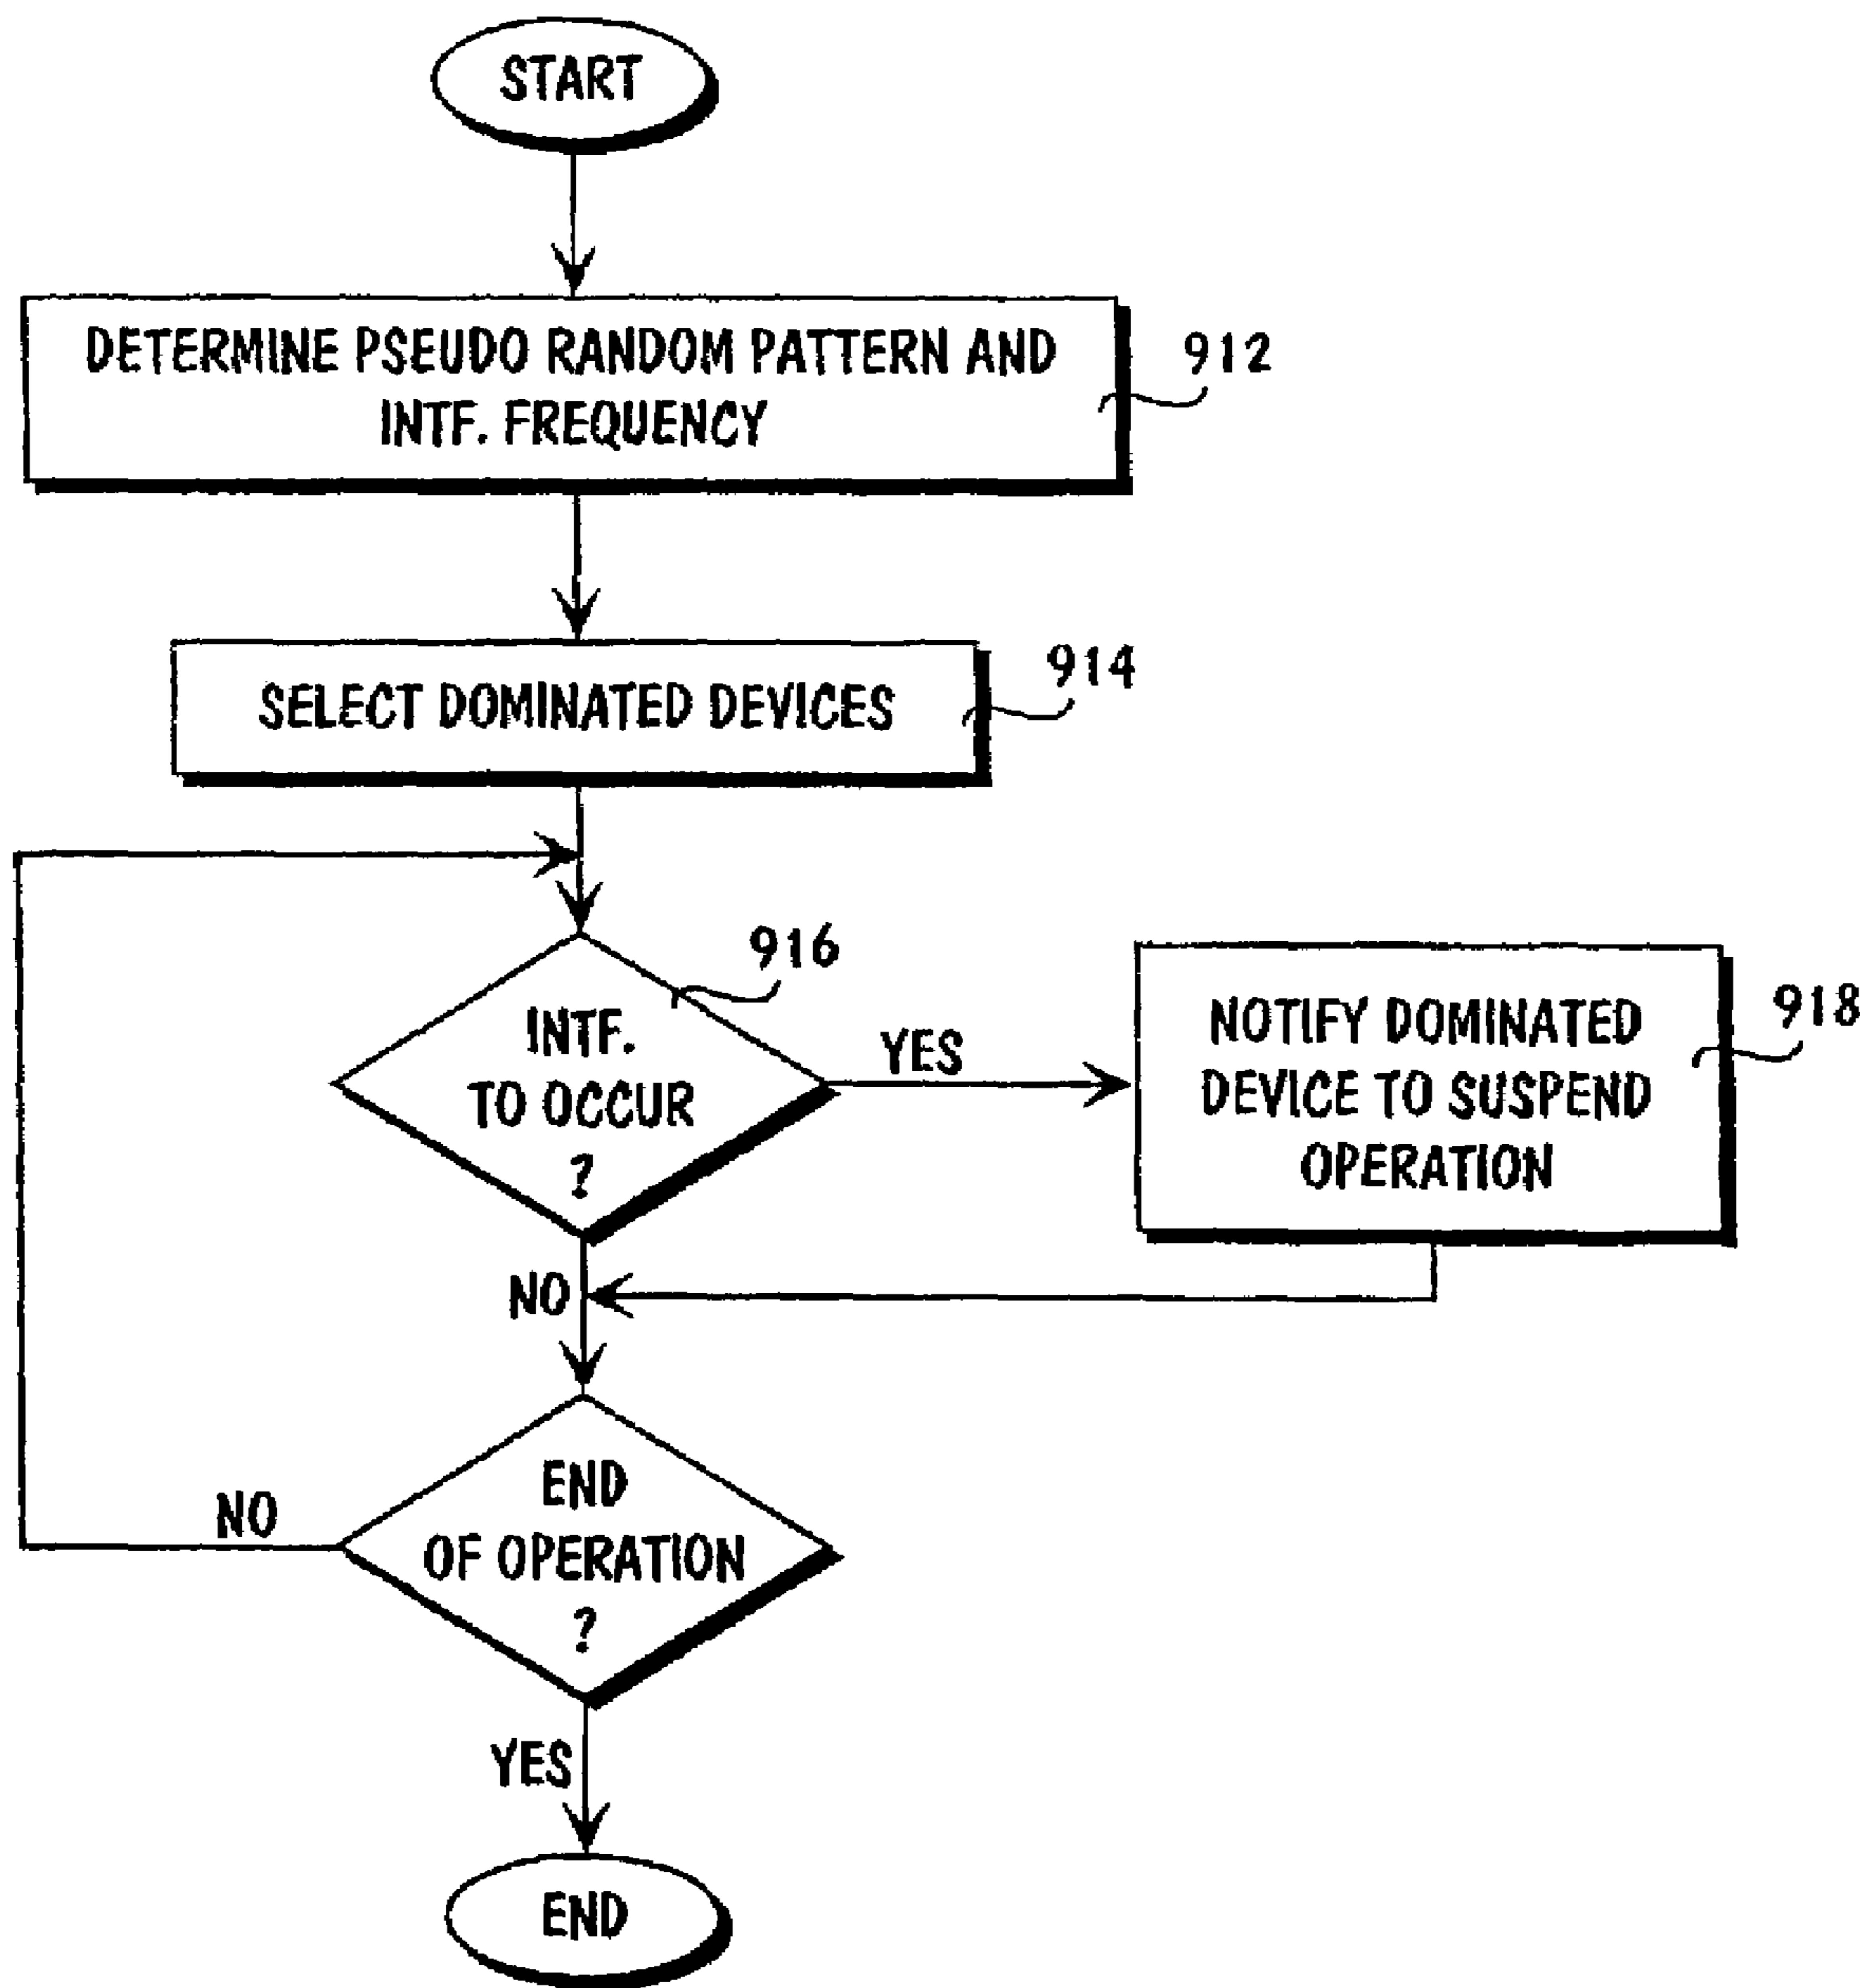 START
DETERMINE PSEUDO RANDOM PATTERN AND
INTF. FREQUENCY
912
SELECT DOMINATED DEVICES
914
INTF.
TO OCCUR
?
916
YES
NOTIFY DOMINATED
DEVICE TO SUSPEND
OPERATION
918
NO
END
OF OPERATION
?
NO
YES
END